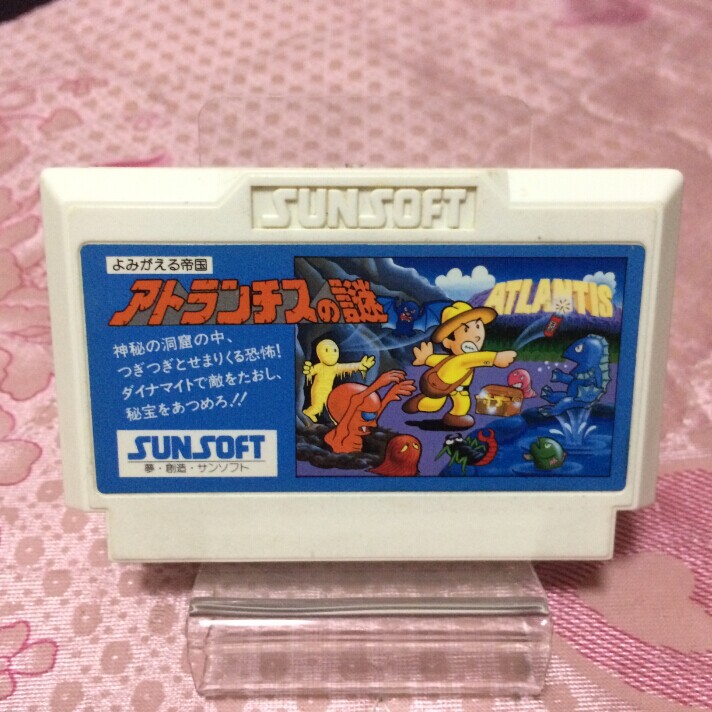 SUNSOFT
よみがえる帝国
アトランチスの謎
神秘の洞窟の中、
つぎつぎとせまりくる恐怖!
ダイナマイトで敵をたおし、
秘宝をあつめろ!!
SUNSOFT
夢・創造・サンソフト
ATLANTIS